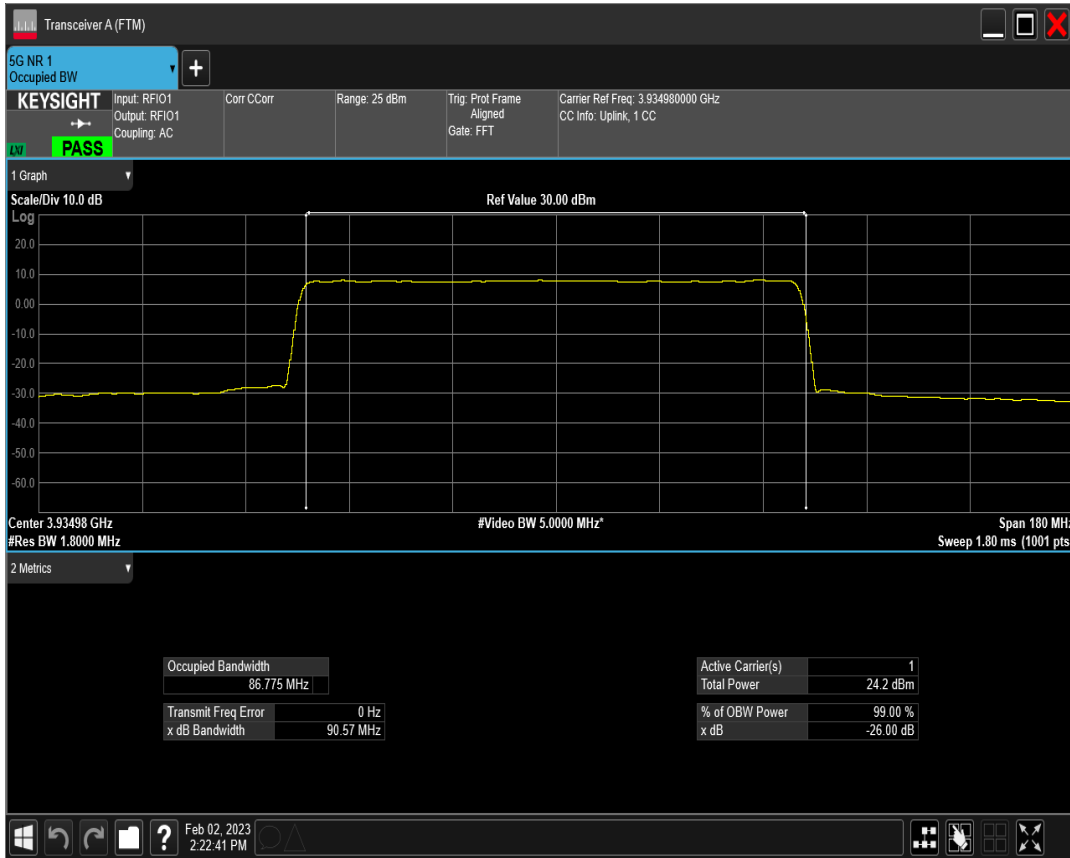 Transceiver A (FTM)
5G NR 1
Occupied BW
+
KEYSIGHT
LXI
PASS
Input: RFIO1
Output: RFIO1
Coupling: AC
Corr CCorr
Range: 25 dBm
Trig: Prot Frame
Aligned
Gate: FFT
Carrier Ref Freq: 3.934980000 GHz
CC Info: Uplink, 1 CC
1 Graph
Scale/Div 10.0 dB
Ref Value 30.00 dBm
Log
20.0
10.0
0.00
-10.0
-20.0
-30.0
-40.0
-50.0
-60.0
Center 3.93498 GHz
#Video BW 5.0000 MHz*
Span 180 MHz
#Res BW 1.8000 MHz
Sweep 1.80 ms (1001 pts
2 Metrics
Occupied Bandwidth
86.775 MHz
Transmit Freq Error 0 Hz
x dB Bandwidth 90.57 MHz
Active Carrier(s) 1
Total Power 24.2 dBm
% of OBW Power 99.00 %
x dB -26.00 dB
?
Feb 02, 2023
2:22:41 PM